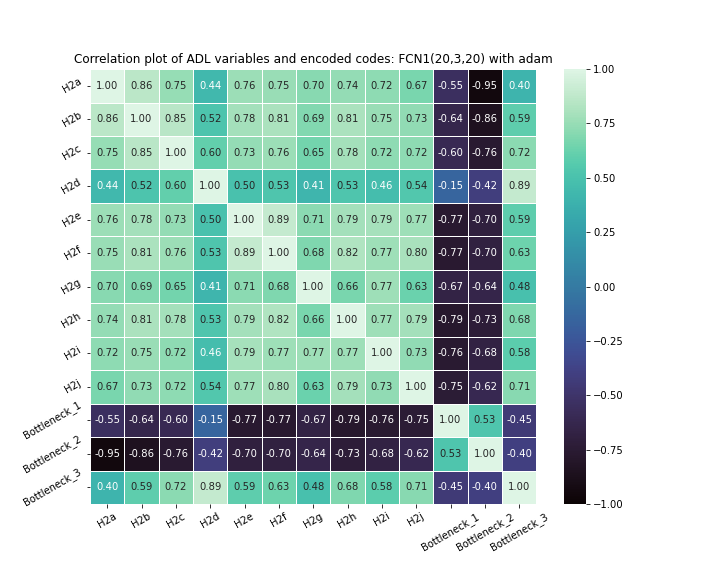 Correlation plot of ADL variables and encoded codes: FCN1(20,3,20) with adam
H2a 1.00 0.86 0.75 0.44 0.76 0.75 0.70 0.74 0.72 0.67 -0.55 -0.95 0.40
H2b 0.86 1.00 0.85 0.52 0.78 0.81 0.69 0.81 0.75 0.73 -0.64 -0.86 0.59
H2c 0.75 0.85 1.00 0.60 0.73 0.76 0.65 0.78 0.72 0.72 -0.60 -0.76 0.72
H2d 0.44 0.52 0.60 1.00 0.50 0.53 0.41 0.53 0.46 0.54 -0.15 -0.42 0.89
H2e 0.76 0.78 0.73 0.50 1.00 0.89 0.71 0.79 0.79 0.77 -0.77 -0.70 0.59
H2f 0.75 0.81 0.76 0.53 0.89 1.00 0.68 0.82 0.77 0.80 -0.77 -0.70 0.63
H2g 0.70 0.69 0.65 0.41 0.71 0.68 1.00 0.66 0.77 0.63 -0.67 -0.64 0.48
H2h 0.74 0.81 0.78 0.53 0.79 0.82 0.66 1.00 0.77 0.79 -0.79 -0.73 0.68
H2i 0.72 0.75 0.72 0.46 0.79 0.77 0.77 0.77 1.00 0.73 -0.76 -0.68 0.58
H2j 0.67 0.73 0.72 0.54 0.77 0.80 0.63 0.79 0.73 1.00 -0.75 -0.62 0.71
Bottleneck_1 -0.55 -0.64 -0.60 -0.15 -0.77 -0.77 -0.67 -0.79 -0.76 -0.75 1.00 0.53 -0.45
Bottleneck_2 -0.95 -0.86 -0.76 -0.42 -0.70 -0.70 -0.64 -0.73 -0.68 -0.62 0.53 1.00 -0.40
Bottleneck_3 0.40 0.59 0.72 0.89 0.59 0.63 0.48 0.68 0.58 0.71 -0.45 -0.40 1.00
H2a H2b H2c H2d H2e H2f H2g H2h H2i H2j Bottleneck_1 Bottleneck_2 Bottleneck_3
1.00
0.75
0.50
0.25
0.00
−0.25
−0.50
−0.75
−1.00